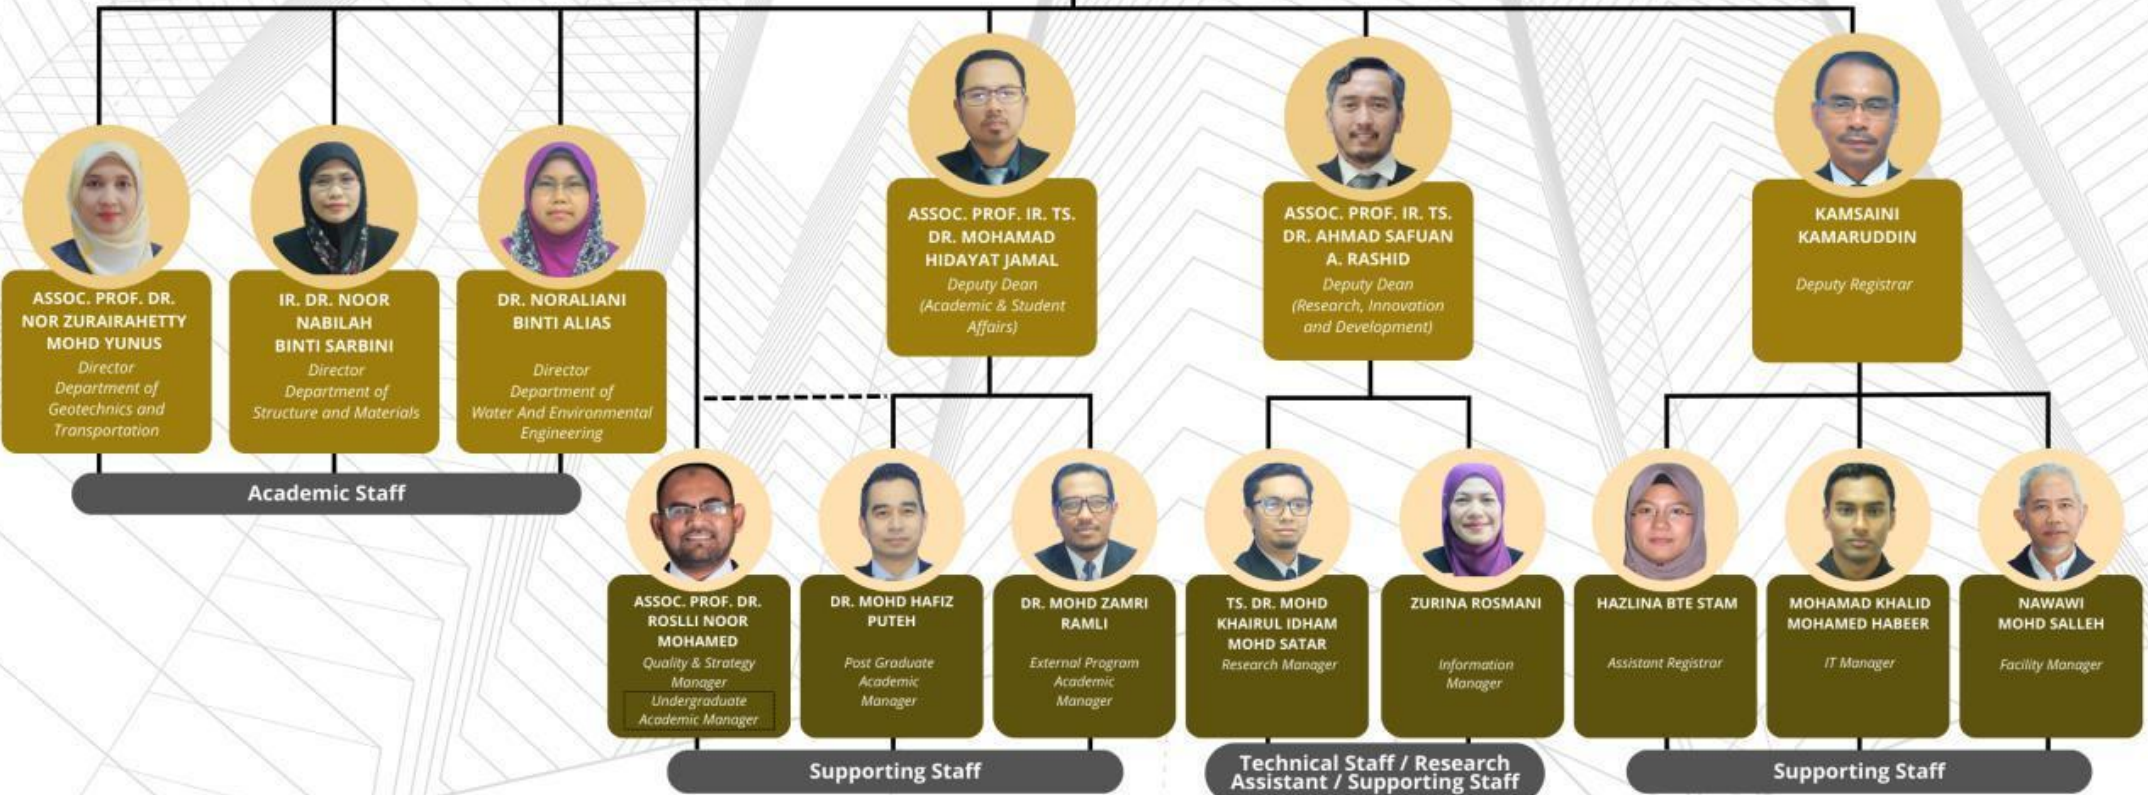 ASSOC. PROF. IR. TS.
DR. MOHAMAD
HIDAYAT JAMAL
Deputy Dean
(Academic & Student
Affairs)
ASSOC. PROF. IR. TS.
DR. AHMAD SAFUAN
A. RASHID
Deputy Dean
(Research, Innovation
and Development)
KAMSAINI
KAMARUDDIN
Deputy Registrar
ASSOC. PROF. DR.
NOR ZURAIRAHETTY
MOHD YUNUS
Director
Department of
Geotechnics and
Transportation
IR. DR. NOOR
NABILAH
BINTI SARBINI
Director
Department of
Structure and Materials
DR. NORALIANI
BINTI ALIAS
Director
Department of
Water And Environmental
Engineering
Academic Staff
ASSOC. PROF. DR.
ROSLLI NOOR
MOHAMED
Quality & Strategy
Manager
Undergraduate
Academic Manager
DR. MOHD HAFIZ
PUTEH
Post Graduate
Academic
Manager
DR. MOHD ZAMRI
RAMLI
External Program
Academic
Manager
TS. DR. MOHD
KHAIRUL IDHAM
MOHD SATAR
Research Manager
ZURINA ROSMANI
Information
Manager
HAZLINA BTE STAM
Assistant Registrar
MOHAMAD KHALID
MOHAMED HABEER
IT Manager
NAWAWI
MOHD SALLEH
Facility Manager
Supporting Staff
Technical Staff / Research
Assistant / Supporting Staff
Supporting Staff